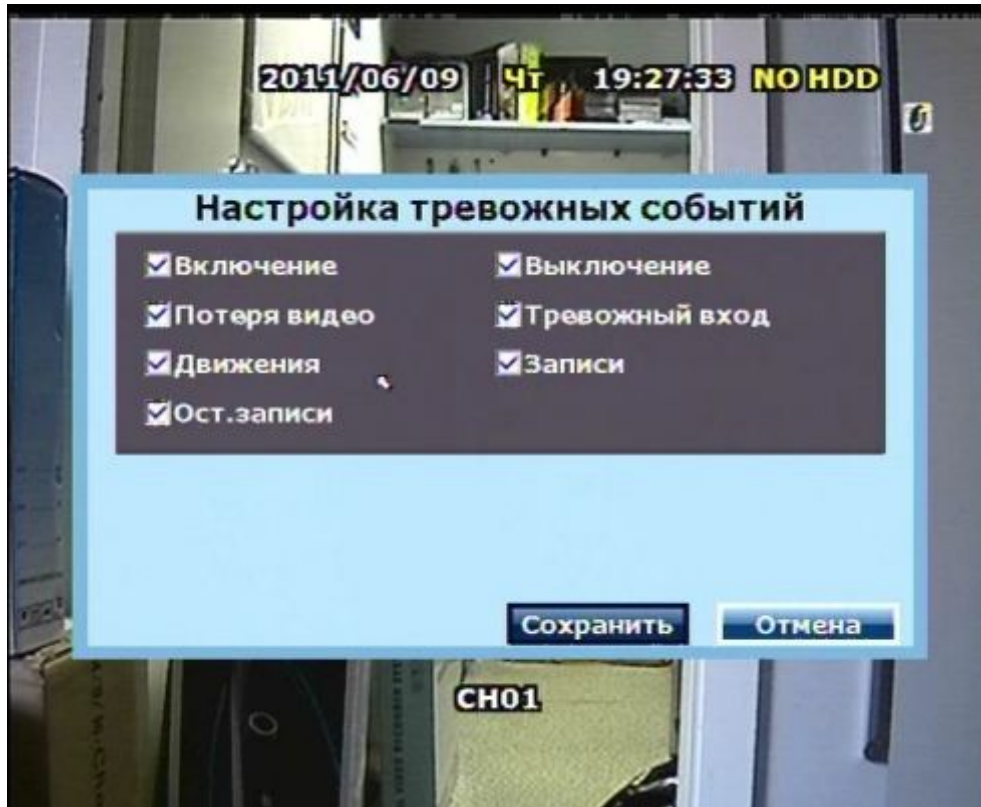 2011/06/09 Чт 19:27:33 NO HDD
Настройка тревожных событий
Включение Выключение
Потеря видео Тревожный вход
Движения Записи
Ост.записи
Сохранить Отмена
CH01